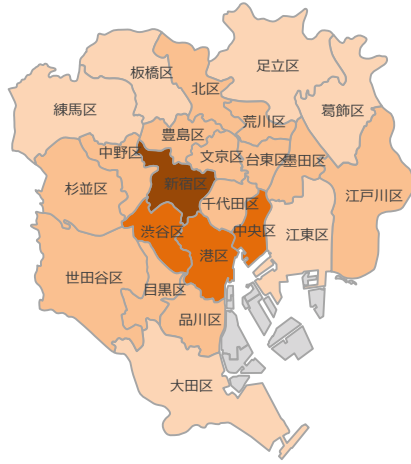 足立区
板橋区
北区
練馬区
葛飾区
荒川区
豊島区
中野区
文京区
台東区
墨田区
新宿区
杉並区
江戸川区
千代田区
渋谷区
中央区
江東区
港区
世田谷区
目黒区
品川区
大田区